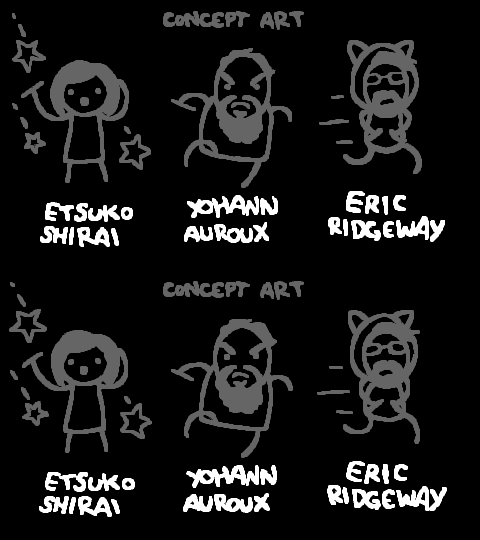 CONCEPT ART
ETSUKO SHIRAI
YOHANN AUROUX
ERIC RIDGEWAY
CONCEPT ART
ETSUKO SHIRAI
YOHANN AUROUX
ERIC RIDGEWAY